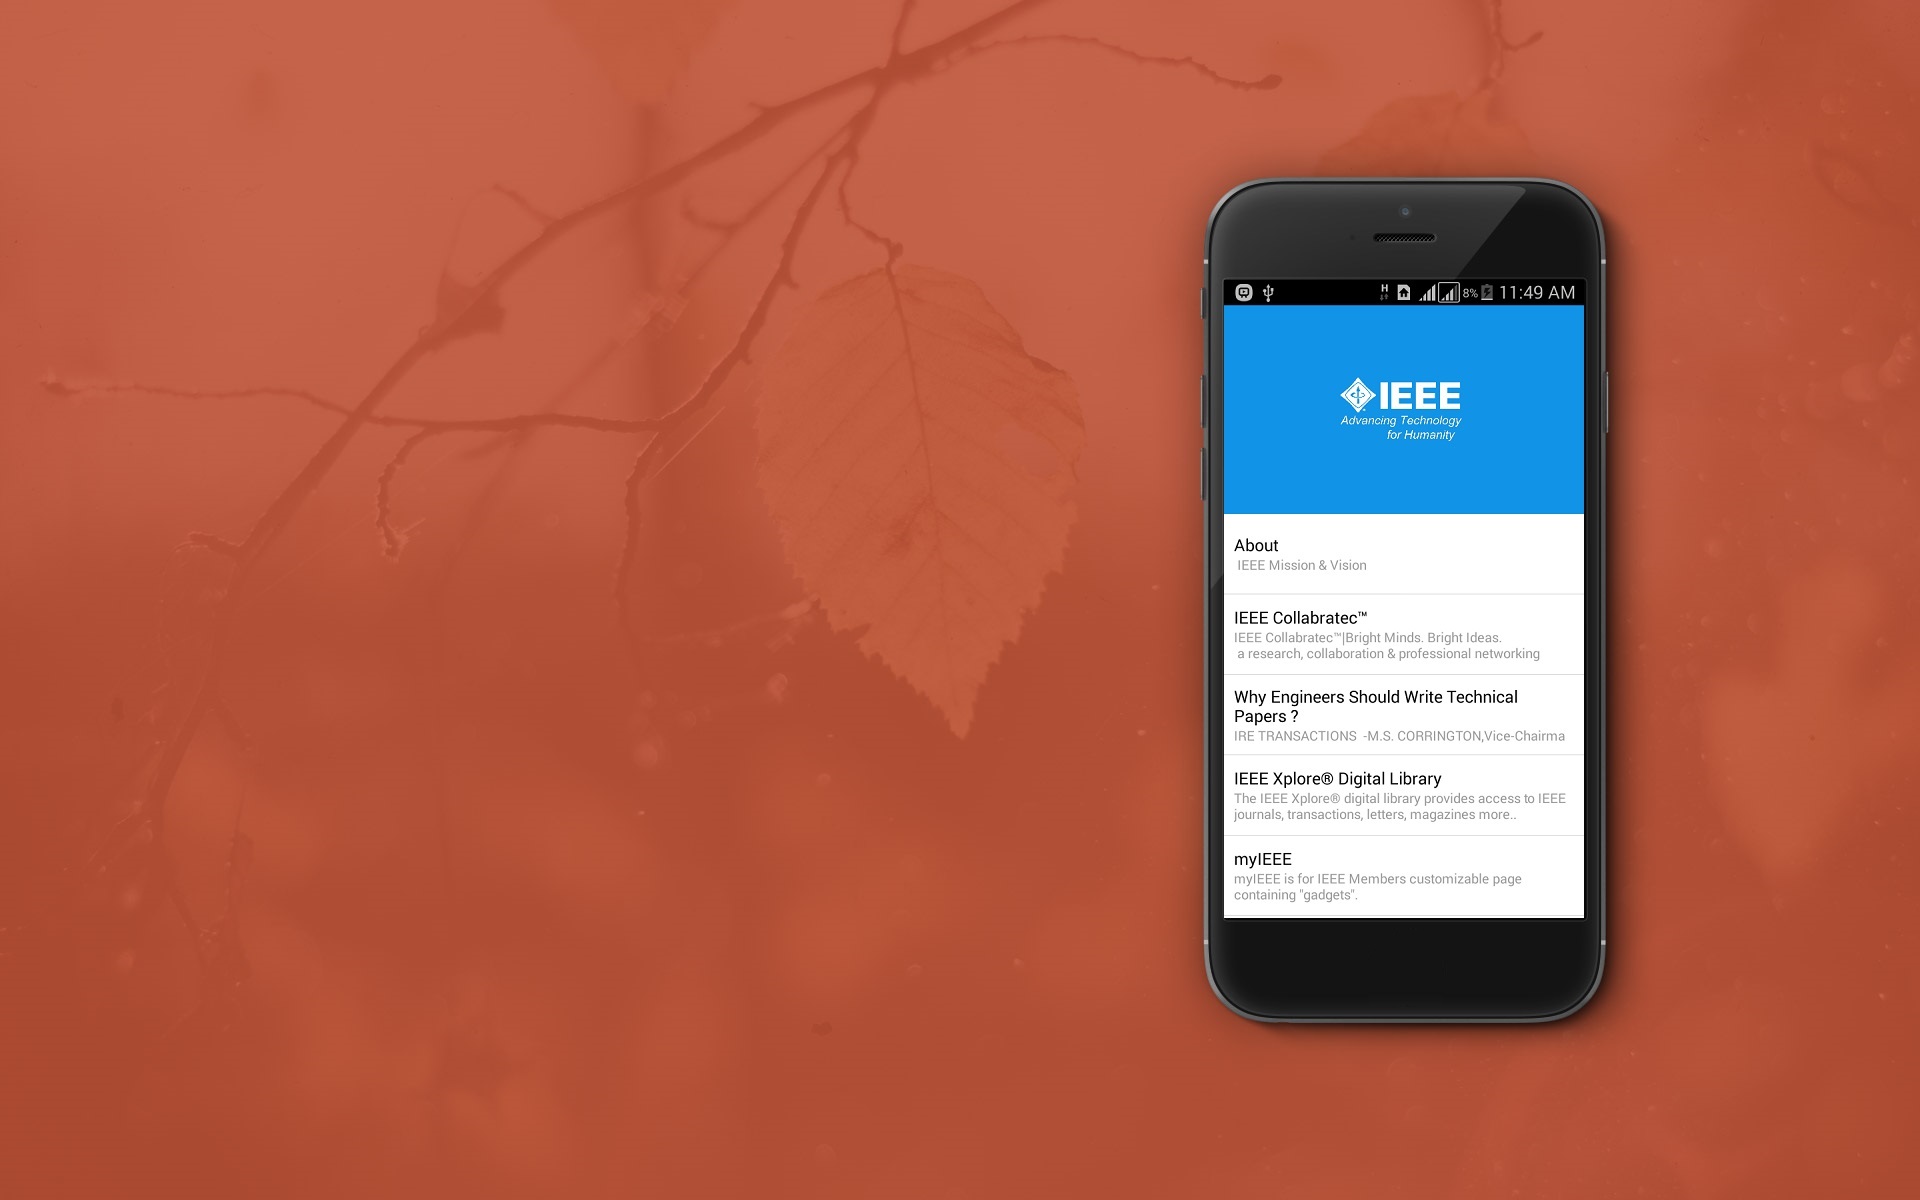 H 8% 11:49 AM
IEEE
Advancing Technology
for Humanity
About
IEEE Mission & Vision
IEEE Collabratec™
IEEE Collabratec™|Bright Minds. Bright Ideas.
a research, collaboration & professional networking
Why Engineers Should Write Technical
Papers ?
IRE TRANSACTIONS -M.S. CORRINGTON,Vice-Chairma
IEEE Xplore® Digital Library
The IEEE Xplore® digital library provides access to IEEE
journals, transactions, letters, magazines more..
myIEEE
myIEEE is for IEEE Members customizable page
containing "gadgets".